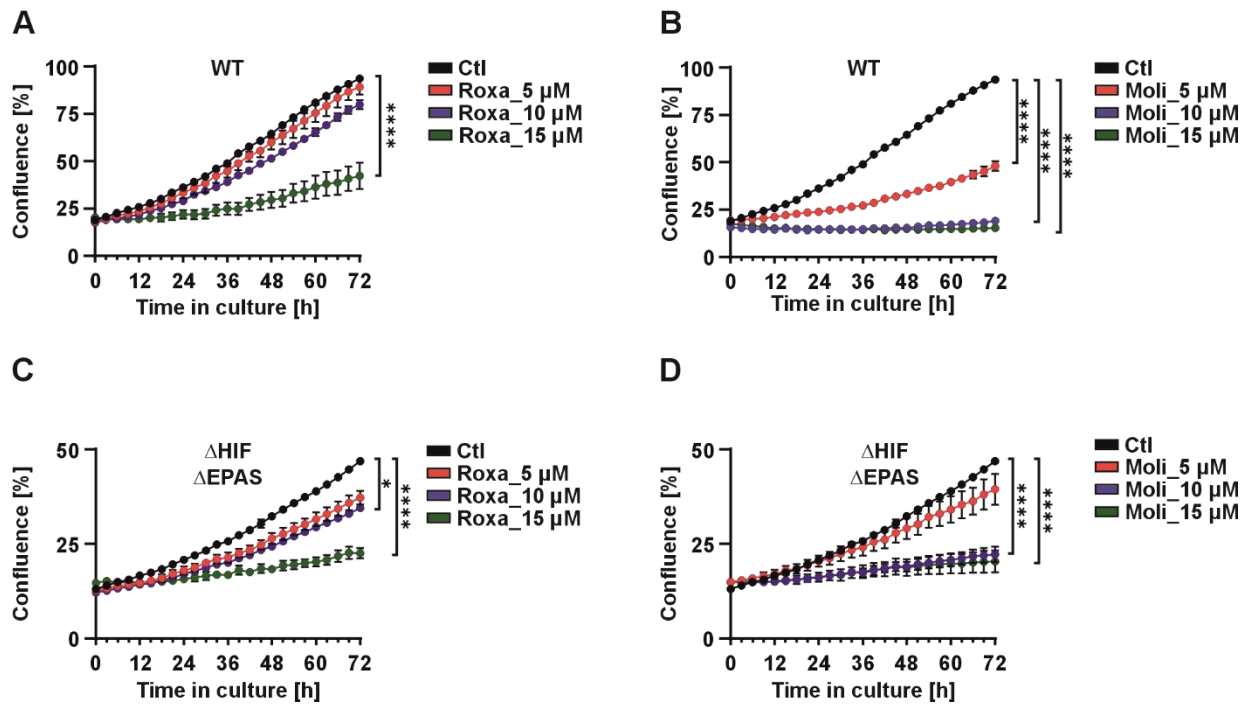 A
WT
Ctl
Roxa_5 µM
Roxa_10 µM
Roxa_15 µM
Confluence [%]
100
75
50
25
0
0 12 24 36 48 60 72
Time in culture [h]
****
B
WT
Ctl
Moli_5 µM
Moli_10 µM
Moli_15 µM
Confluence [%]
100
75
50
25
0
0 12 24 36 48 60 72
Time in culture [h]
****
****
****
C
∆HIF
∆EPAS
Ctl
Roxa_5 µM
Roxa_10 µM
Roxa_15 µM
Confluence [%]
50
25
0
0 12 24 36 48 60 72
Time in culture [h]
*
****
D
∆HIF
∆EPAS
Ctl
Moli_5 µM
Moli_10 µM
Moli_15 µM
Confluence [%]
50
25
0
0 12 24 36 48 60 72
Time in culture [h]
****
****